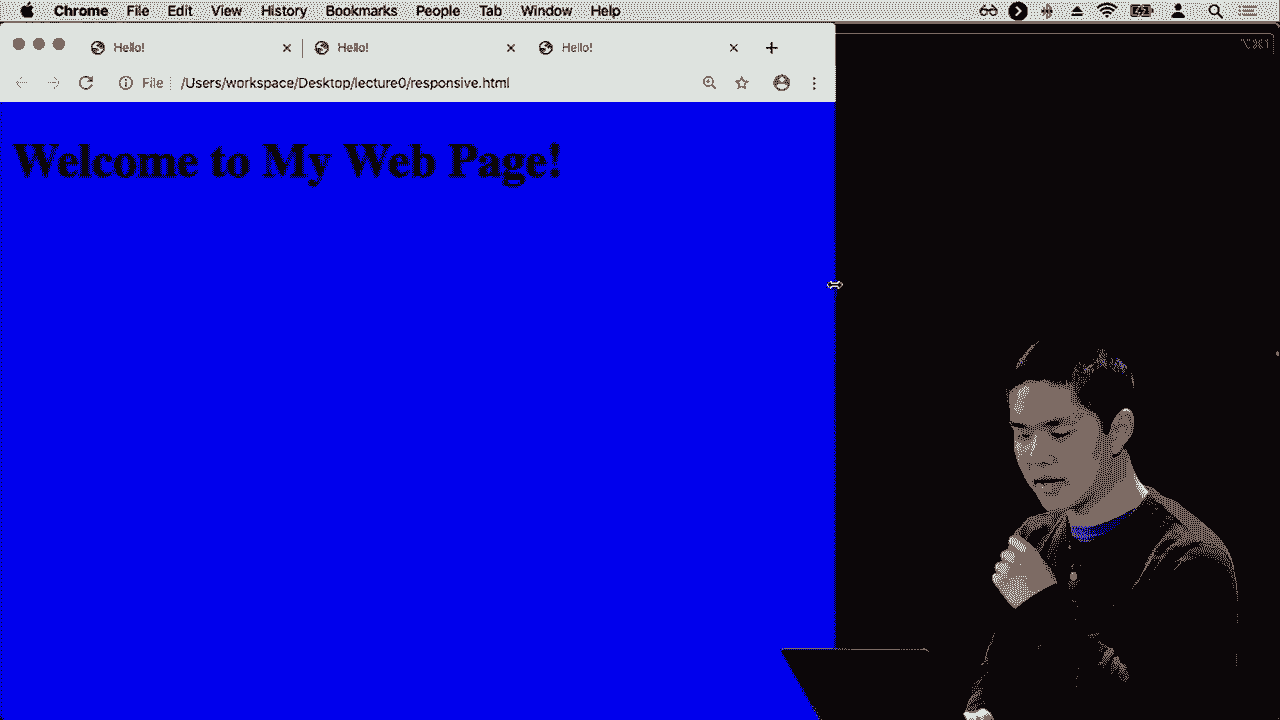 Chrome File Edit View History Bookmarks People Tab Window Help
⌥⌘1
Hello! Hello! Hello!
File /Users/workspace/Desktop/lecture0/responsive.html
Welcome to My Web Page!